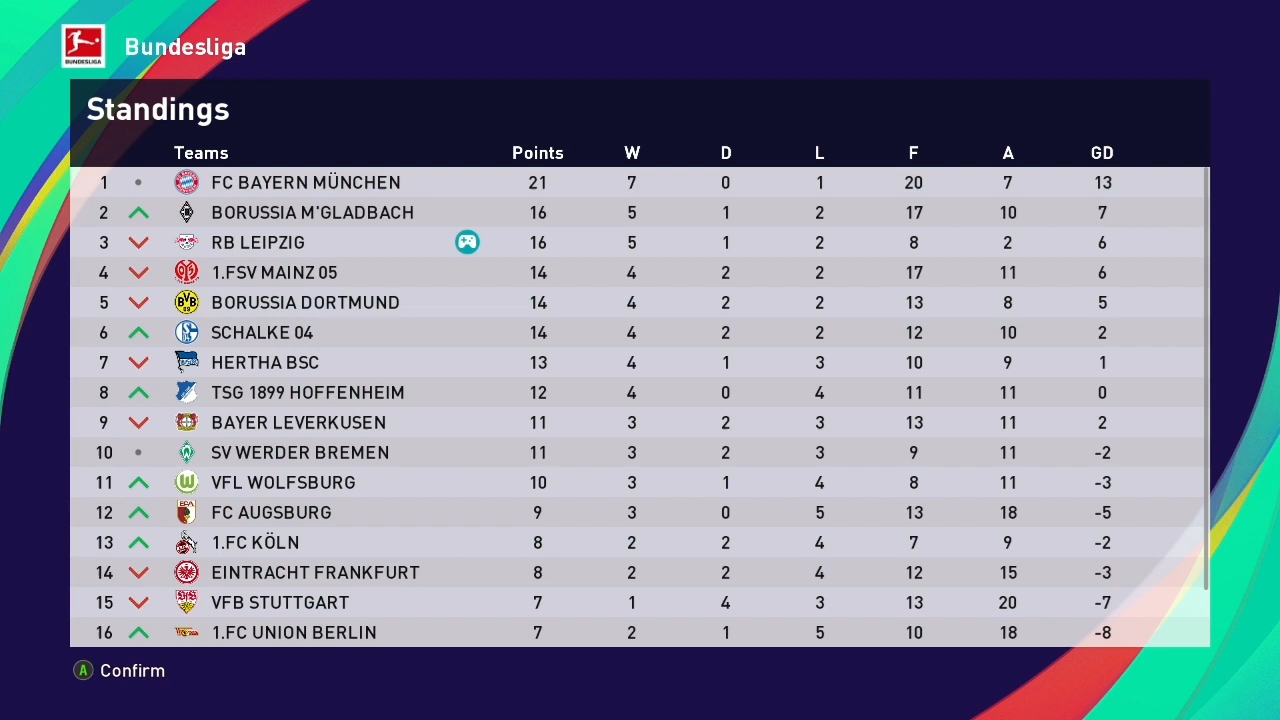 BUNDESLIGA
Bundesliga
Standings
Teams Points W D L F A GD
1 FC BAYERN MÜNCHEN 21 7 0 1 20 7 13
2 BORUSSIA M'GLADBACH 16 5 1 2 17 10 7
3 RB LEIPZIG 16 5 1 2 8 2 6
4 1.FSV MAINZ 05 14 4 2 2 17 11 6
5 BORUSSIA DORTMUND 14 4 2 2 13 8 5
6 SCHALKE 04 14 4 2 2 12 10 2
7 HERTHA BSC 13 4 1 3 10 9 1
8 TSG 1899 HOFFENHEIM 12 4 0 4 11 11 0
9 BAYER LEVERKUSEN 11 3 2 3 13 11 2
10 SV WERDER BREMEN 11 3 2 3 9 11 -2
11 VFL WOLFSBURG 10 3 1 4 8 11 -3
12 FC AUGSBURG 9 3 0 5 13 18 -5
13 1.FC KÖLN 8 2 2 4 7 9 -2
14 EINTRACHT FRANKFURT 8 2 2 4 12 15 -3
15 VFB STUTTGART 7 1 4 3 13 20 -7
16 1.FC UNION BERLIN 7 2 1 5 10 18 -8
A Confirm